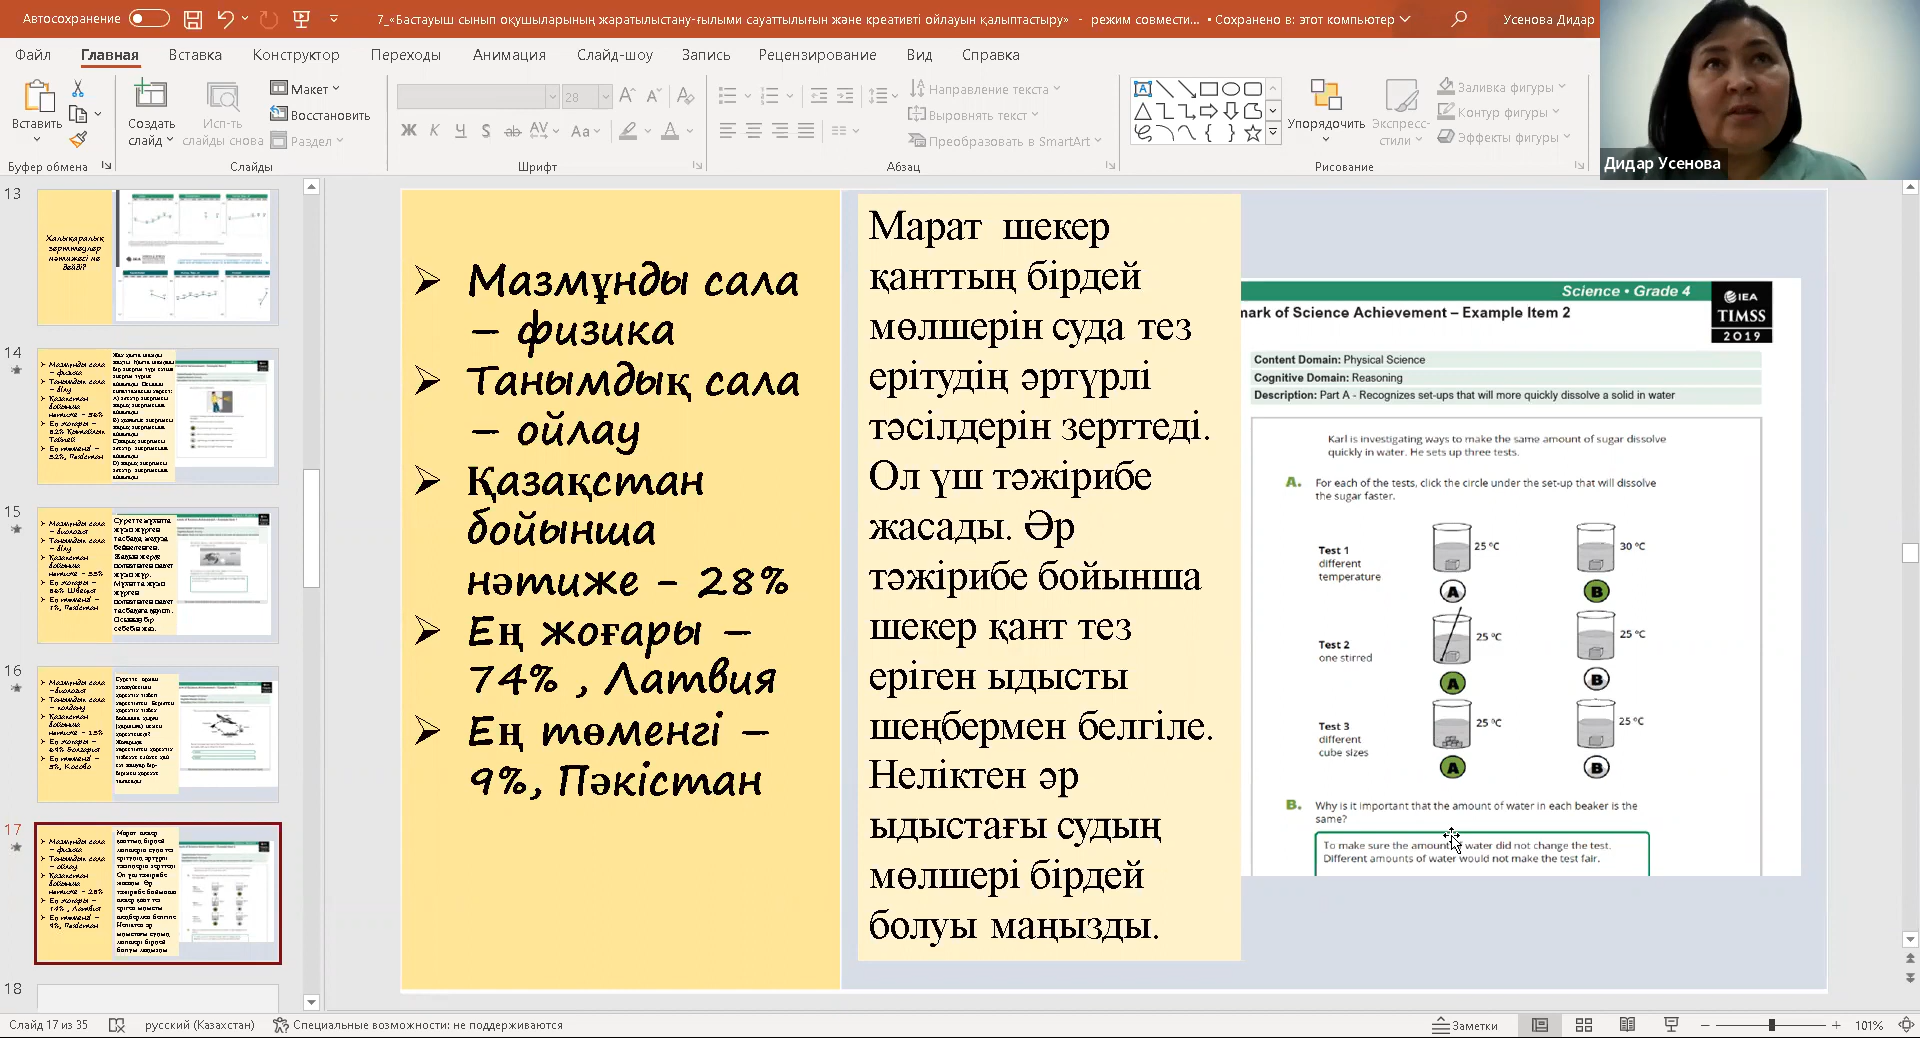 Автосохранение
7_«Бастауыш сынып оқушыларының жаратылыстану-ғылыми сауаттылығын және креативті ойлауын қалыптастыру» - режим совмести... • Сохранено в: этот компьютер
Усенова Дидар
Файл Главная Вставка Конструктор Переходы Анимация Слайд-шоу Запись Рецензирование Вид Справка
Вставить
Буфер обмена
Создать слайд
Исп-ть слайды снова
Макет
Восстановить
Раздел
Слайды
28
Ж К Ч S ab AV Aa
Шрифт
Направление текста
Выровнять текст
Преобразовать в SmartArt
Абзац
Упорядочить
Экспресс-стили
Заливка фигуры
Контур фигуры
Эффекты фигуры
Рисование
Дидар Усенова
13
Халықаралық
зерттеулер
нәтижесі не
дейді?
14
15
16
17
18
Мазмұнды сала
– физика
Танымдық сала
– ойлау
Қазақстан
бойынша
нәтиже - 28%
Ең жоғары –
74% , Латвия
Ең төменгі –
9%, Пәкістан
Марат шекер
қанттың бірдей
мөлшерін суда тез
ерітудің әртүрлі
тәсілдерін зерттеді.
Ол үш тәжірибе
жасады. Әр
тәжірибе бойынша
шекер қант тез
еріген ыдысты
шеңбермен белгіле.
Неліктен әр
ыдыстағы судың
мөлшері бірдей
болуы маңызды.
Science • Grade 4
IEA
TIMSS
2019
mark of Science Achievement – Example Item 2
Content Domain: Physical Science
Cognitive Domain: Reasoning
Description: Part A - Recognizes set-ups that will more quickly dissolve a solid in water
Karl is investigating ways to make the same amount of sugar dissolve
quickly in water. He sets up three tests.
A. For each of the tests, click the circle under the set-up that will dissolve
the sugar faster.
Test 1
different
temperature
25 °C 30 °C
A B
Test 2
one stirred
25 °C 25 °C
A B
Test 3
different
cube sizes
25 °C 25 °C
A B
B. Why is it important that the amount of water in each beaker is the
same?
To make sure the amount of water did not change the test.
Different amounts of water would not make the test fair.
Слайд 17 из 35 русский (Казахстан) Специальные возможности: не поддерживаются Заметки 101%